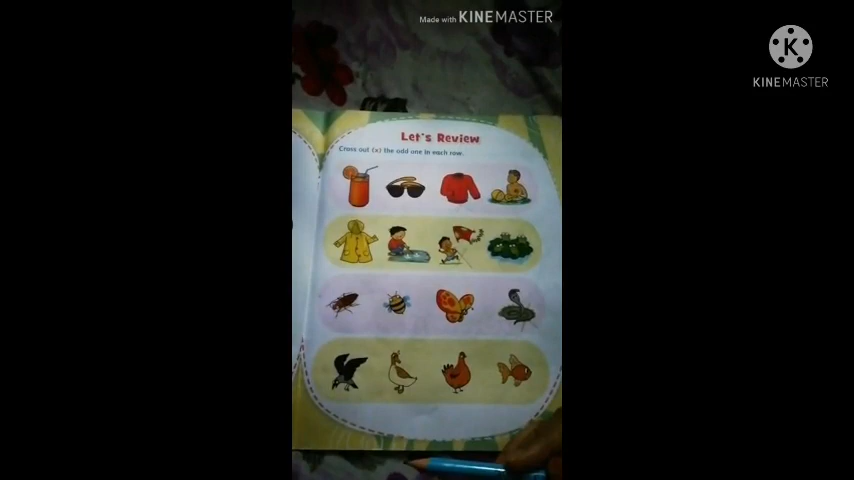 Made with KINEMASTER
K
KINEMASTER
Let's Review
Cross out (x) the odd one in each row.